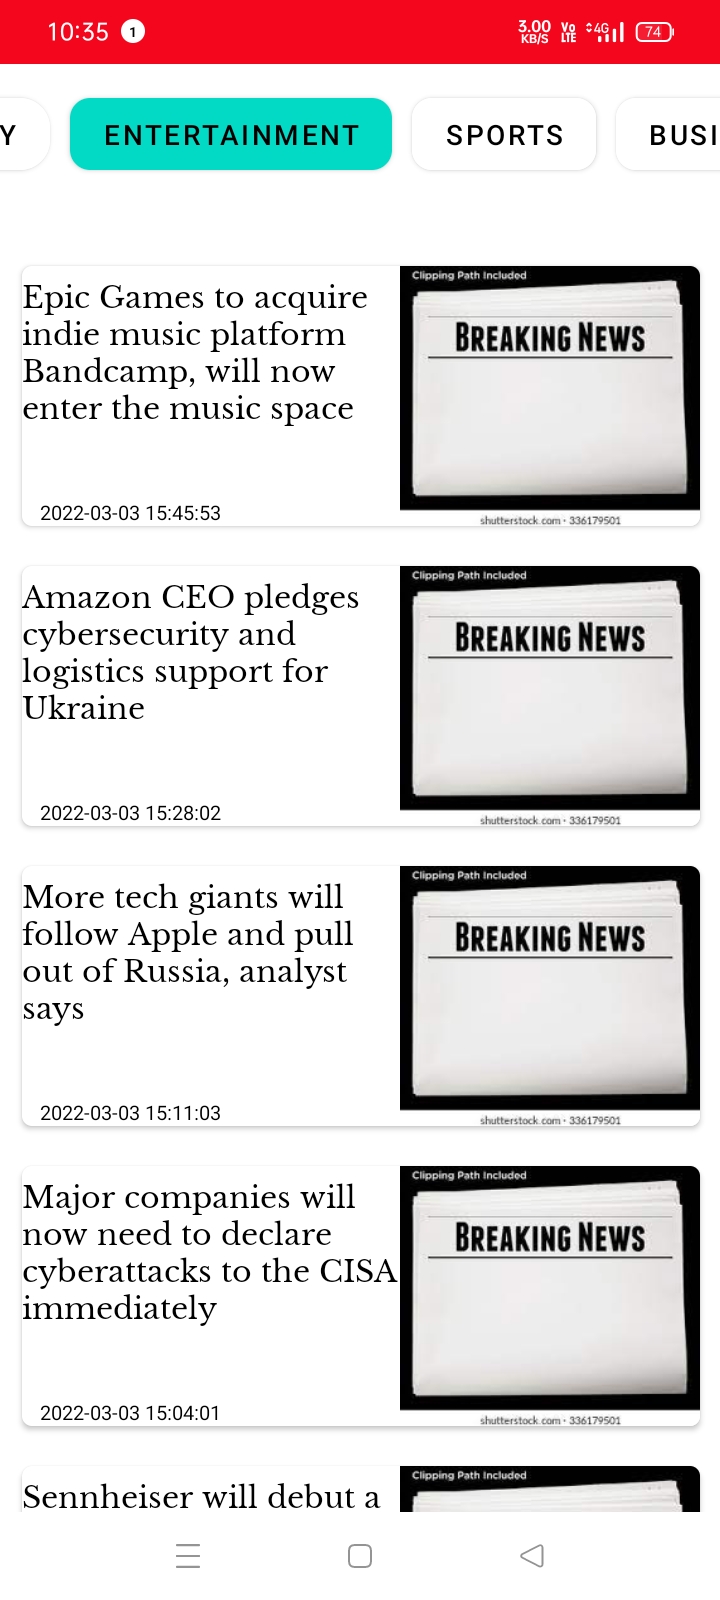 10:35 1 3.00 KB/S Vo LTE 4G 74
Y ENTERTAINMENT SPORTS BUSI
Epic Games to acquire
indie music platform
Bandcamp, will now
enter the music space
2022-03-03 15:45:53
Clipping Path Included
BREAKING NEWS
shutterstock.com · 336179501
Amazon CEO pledges
cybersecurity and
logistics support for
Ukraine
2022-03-03 15:28:02
Clipping Path Included
BREAKING NEWS
shutterstock.com · 336179501
More tech giants will
follow Apple and pull
out of Russia, analyst
says
2022-03-03 15:11:03
Clipping Path Included
BREAKING NEWS
shutterstock.com · 336179501
Major companies will
now need to declare
cyberattacks to the CISA
immediately
2022-03-03 15:04:01
Clipping Path Included
BREAKING NEWS
shutterstock.com · 336179501
Sennheiser will debut a
Clipping Path Included